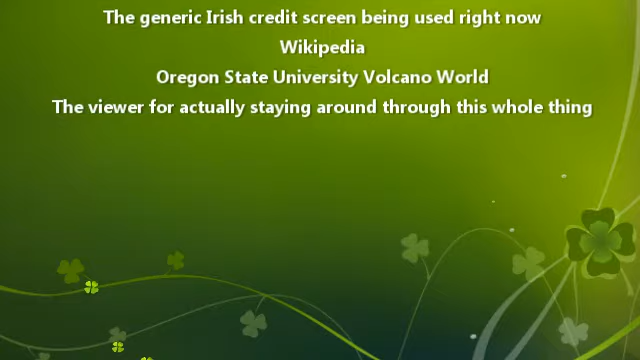 The generic Irish credit screen being used right now
Wikipedia
Oregon State University Volcano World
The viewer for actually staying around through this whole thing